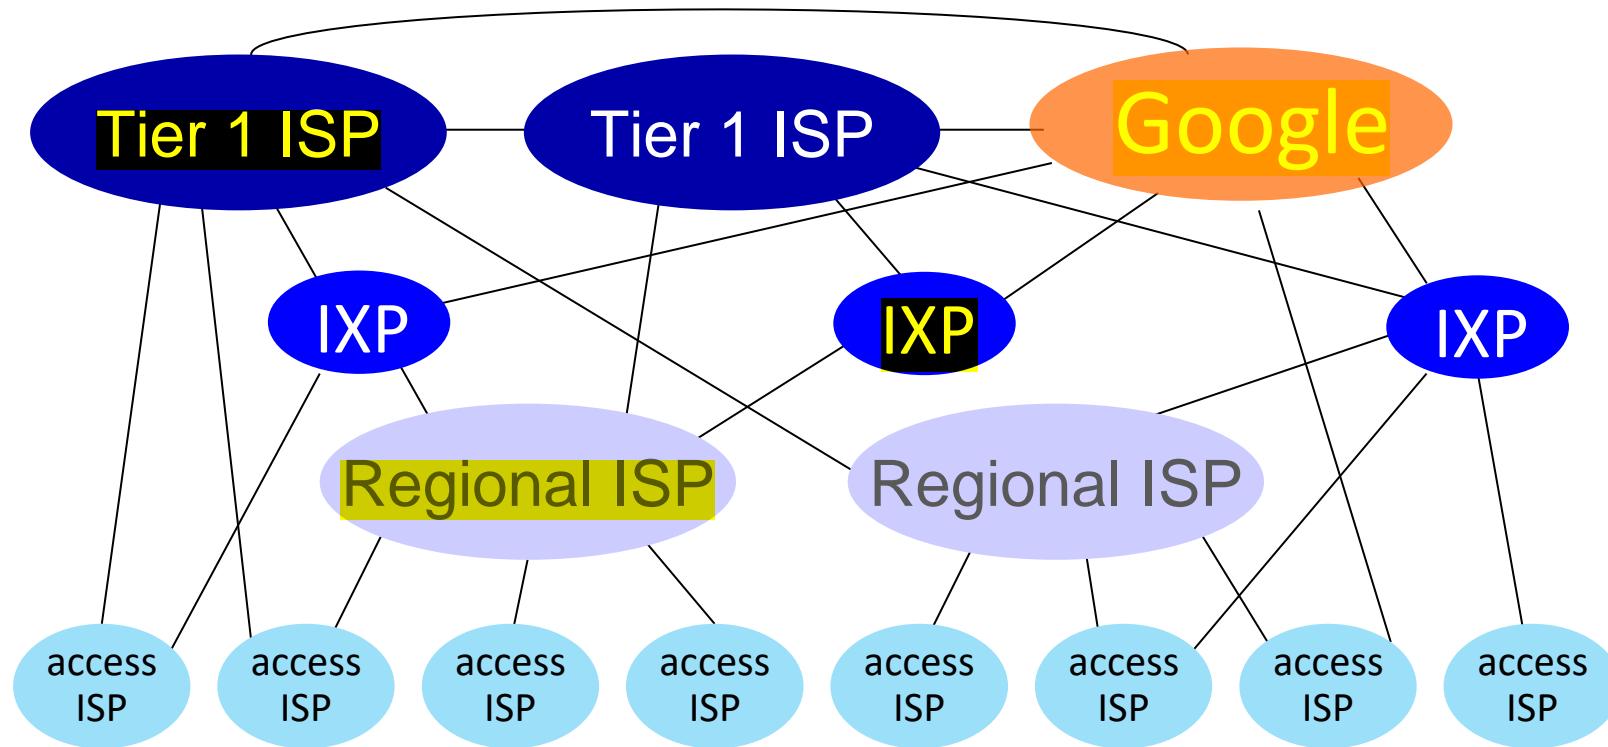 Tier 1 ISP
Tier 1 ISP
Google
IXP
IXP
IXP
Regional ISP
Regional ISP
access
ISP
access
ISP
access
ISP
access
ISP
access
ISP
access
ISP
access
ISP
access
ISP